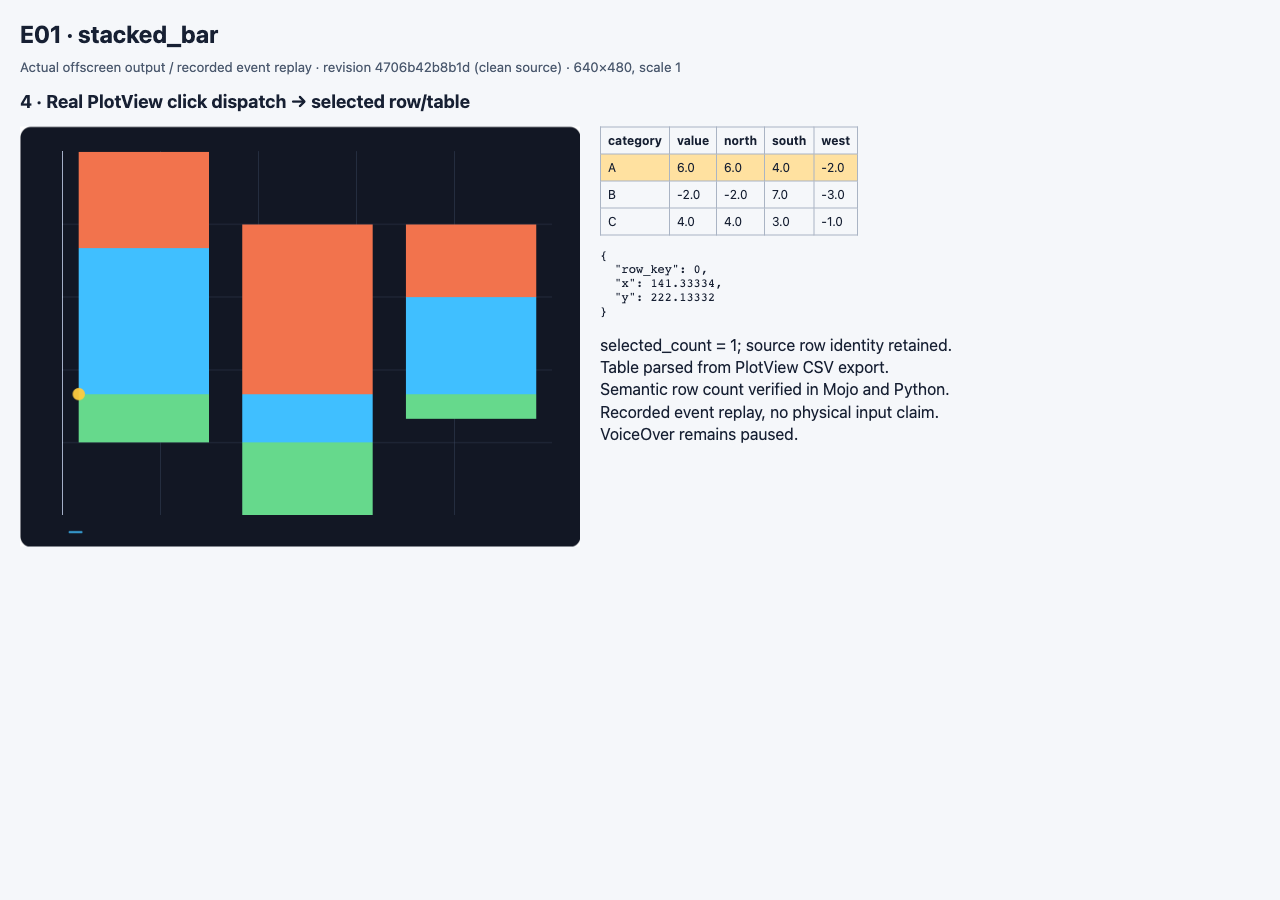 E01 · stacked_bar
Actual offscreen output / recorded event replay · revision 4706b42b8b1d (clean source) · 640×480, scale 1
4 · Real PlotView click dispatch → selected row/table
category value north south west
A 6.0 6.0 4.0 -2.0
B -2.0 -2.0 7.0 -3.0
C 4.0 4.0 3.0 -1.0
{
"row_key": 0,
"x": 141.33334,
"y": 222.13332
}
selected_count = 1; source row identity retained.
Table parsed from PlotView CSV export.
Semantic row count verified in Mojo and Python.
Recorded event replay, no physical input claim.
VoiceOver remains paused.